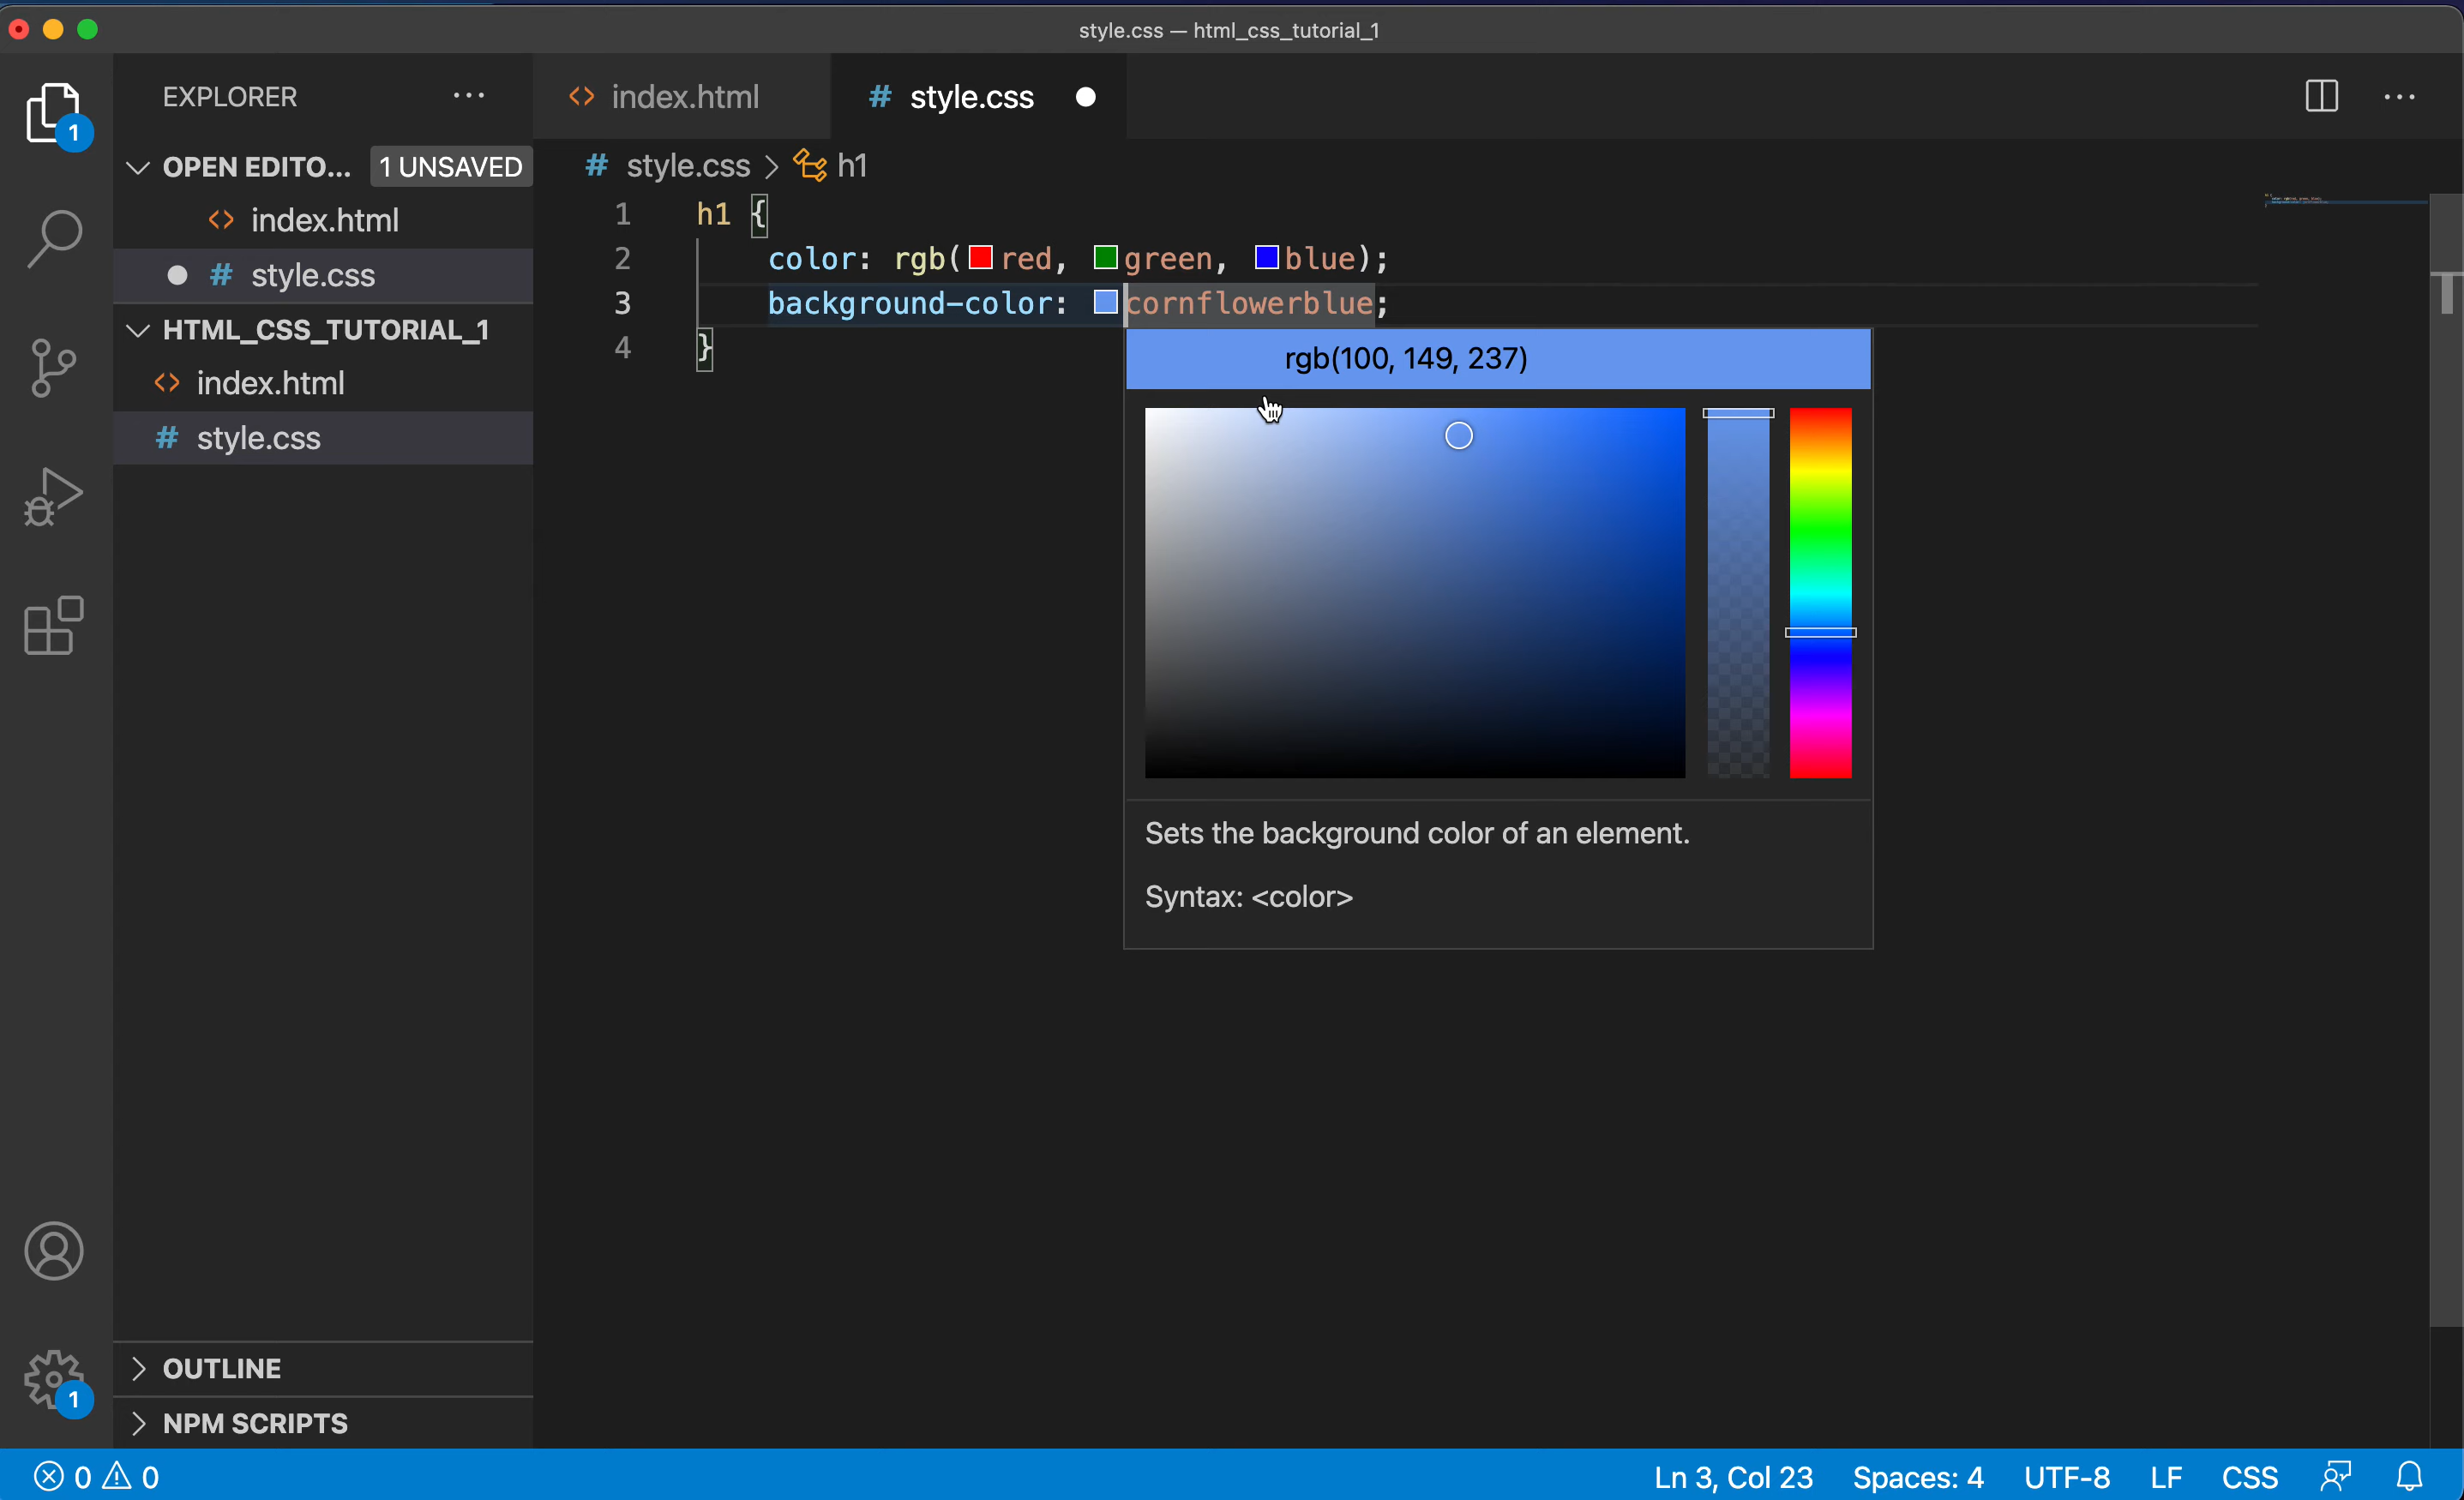 style.css — html_css_tutorial_1
EXPLORER
index.html
style.css
1
OPEN EDITO...
1 UNSAVED
index.html
style.css
HTML_CSS_TUTORIAL_1
index.html
style.css
style.css > h1
1 h1 {
2 color: rgb(red, green, blue);
3 background-color: cornflowerblue;
4 }
rgb(100, 149, 237)
Sets the background color of an element.
Syntax: <color>
OUTLINE
1
NPM SCRIPTS
0 0
Ln 3, Col 23
Spaces: 4
UTF-8
LF
CSS